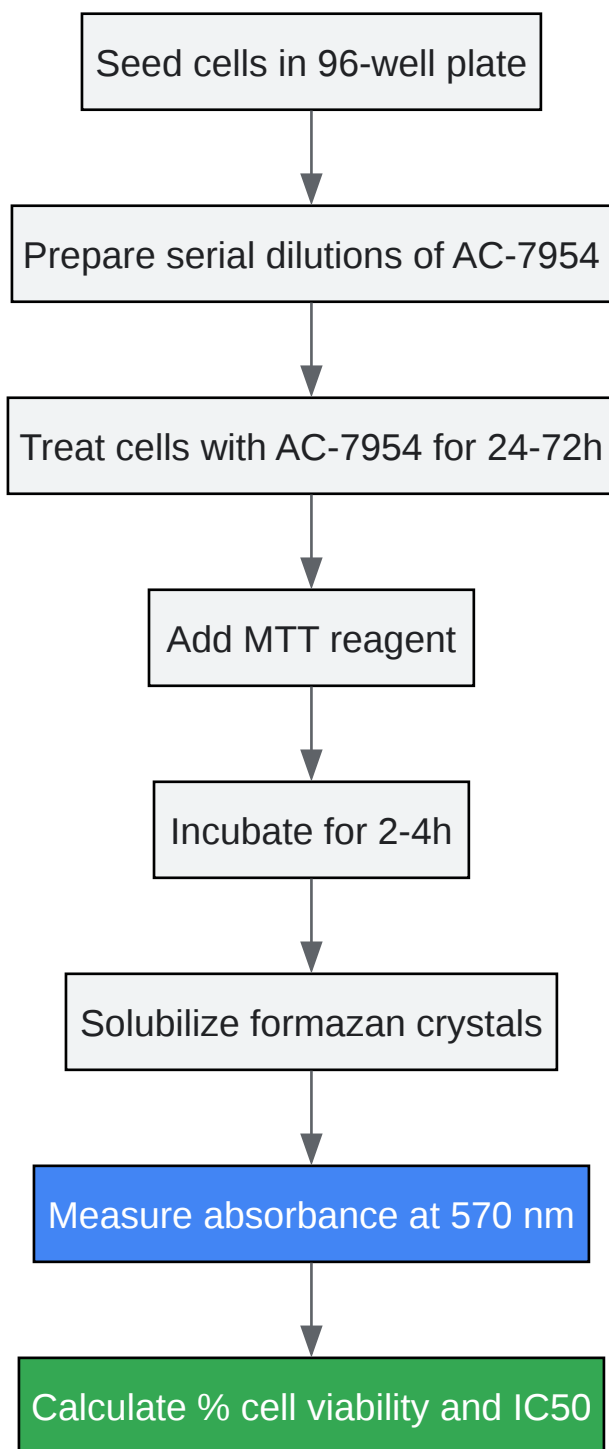 Seed cells in 96-well plate
Prepare serial dilutions of AC-7954
Treat cells with AC-7954 for 24-72h
Add MTT reagent
Incubate for 2-4h
Solubilize formazan crystals
Measure absorbance at 570 nm
Calculate % cell viability and IC50